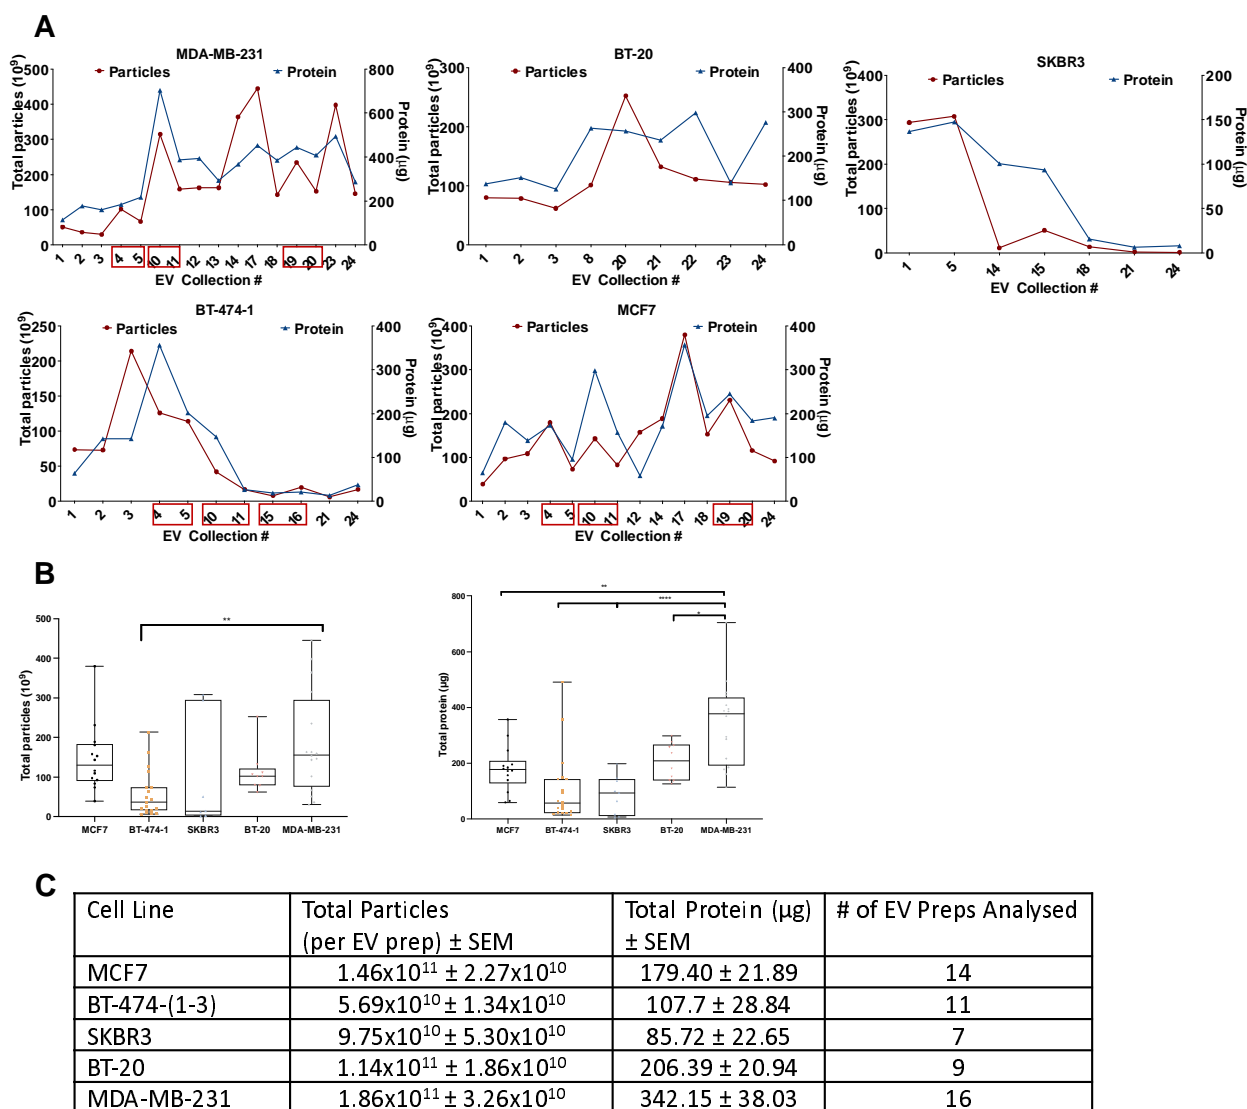 A
MDA-MB-231
Particles
Protein
Total particles (10⁹)
Protein (µg)
500
400
300
200
100
0
800
600
400
200
0
1 2 3 4 5 10 11 12 13 14 17 18 19 20 23 24
EV Collection #
BT-20
Particles
Protein
Total particles (10⁹)
Protein (µg)
300
200
100
0
400
300
200
100
0
1 3 3 8 20 21 22 23 24
EV Collection #
SKBR3
Particles
Protein
Total particles (10⁹)
Protein (µg)
400
300
200
100
0
200
150
100
50
0
1 5 14 15 18 21 24
EV Collection #
BT-474-1
Particles
Protein
Total particles (10⁹)
Protein (µg)
250
200
150
100
50
0
400
300
200
100
0
1 2 3 4 5 10 11 15 16 21 24
EV Collection #
MCF7
Particles
Protein
Total particles (10⁹)
Protein (µg)
400
300
200
100
0
400
300
200
100
0
1 2 3 4 5 10 11 12 14 17 18 19 20 24
EV Collection #
B
Total particles (10⁹)
500
400
300
200
100
0
**
MCF7 BT-474-1 SKBR3 BT-20 MDA-MB-231
Total protein (µg)
800
600
400
200
0
**
****
*
MCF7 BT-474-1 SKBR3 BT-20 MDA-MB-231
C
Cell Line Total Particles Total Protein (µg) # of EV Preps Analysed
(per EV prep) ± SEM ± SEM
MCF7 1.46x10¹¹ ± 2.27x10¹⁰ 179.40 ± 21.89 14
BT-474-(1-3) 5.69x10¹⁰ ± 1.34x10¹⁰ 107.7 ± 28.84 11
SKBR3 9.75x10¹⁰ ± 5.30x10¹⁰ 85.72 ± 22.65 7
BT-20 1.14x10¹¹ ± 1.86x10¹⁰ 206.39 ± 20.94 9
MDA-MB-231 1.86x10¹¹ ± 3.26x10¹⁰ 342.15 ± 38.03 16